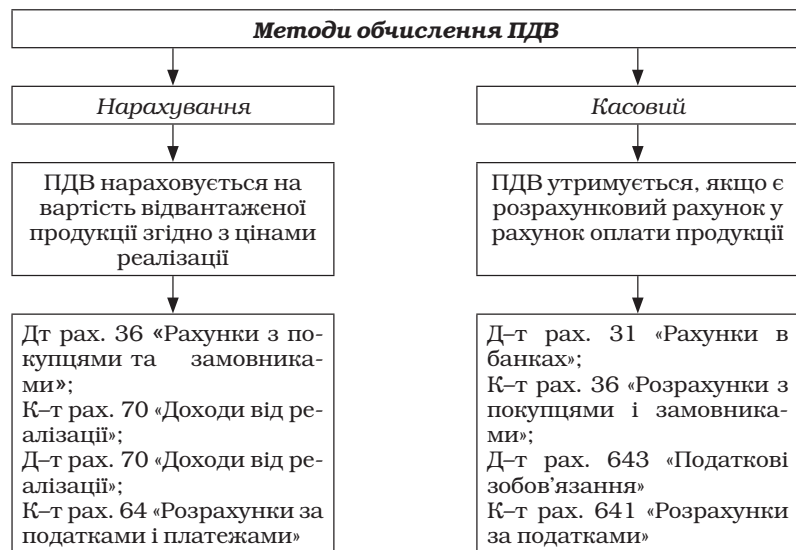 Методи обчислення ПДВ
Нарахування
Касовий
ПДВ нараховується на
вартість відвантаженої
продукції згідно з цінами
реалізації
ПДВ утримується, якщо є
розрахунковий рахунок у
рахунок оплати продукції
Дт рах. 36 «Рахунки з по-
купцями та замовника-
ми»;
К–т рах. 70 «Доходи від ре-
алізації»;
Д–т рах. 70 «Доходи від ре-
алізації»;
К–т рах. 64 «Розрахунки за
податками і платежами»
Д–т рах. 31 «Рахунки в
банках»;
К–т рах. 36 «Розрахунки з
покупцями і замовника-
ми»;
Д–т рах. 643 «Податкові
зобов’язання»
К–т рах. 641 «Розрахунки
за податками»